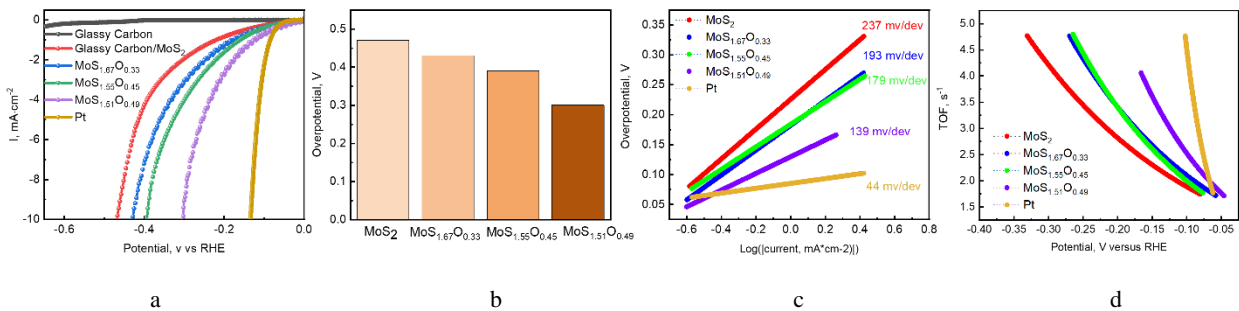 Glassy Carbon
Glassy Carbon/MoS2
MoS1.67O0.33
MoS1.55O0.45
MoS1.51O0.49
Pt
I, mA·cm-2
0
-2
-4
-6
-8
-10
-0.6
-0.4
-0.2
0.0
Potential, v vs RHE
a
Overpotential, V
0.5
0.4
0.3
0.2
0.1
0.0
MoS2
MoS1.67O0.33
MoS1.55O0.45
MoS1.51O0.49
b
Overpotential, V
0.35
0.30
0.25
0.20
0.15
0.10
0.05
MoS2
MoS1.67O0.33
MoS1.55O0.45
MoS1.51O0.49
Pt
237 mv/dev
193 mv/dev
179 mv/dev
139 mv/dev
44 mv/dev
-0.6
-0.4
-0.2
0.0
0.2
0.4
0.6
0.8
Log(|current, mA*cm-2)|)
c
TOF, s-1
5.0
4.5
4.0
3.5
3.0
2.5
2.0
1.5
MoS2
MoS1.67O0.33
MoS1.55O0.45
MoS1.51O0.49
Pt
-0.40
-0.35
-0.30
-0.25
-0.20
-0.15
-0.10
-0.05
Potential, V versus RHE
d